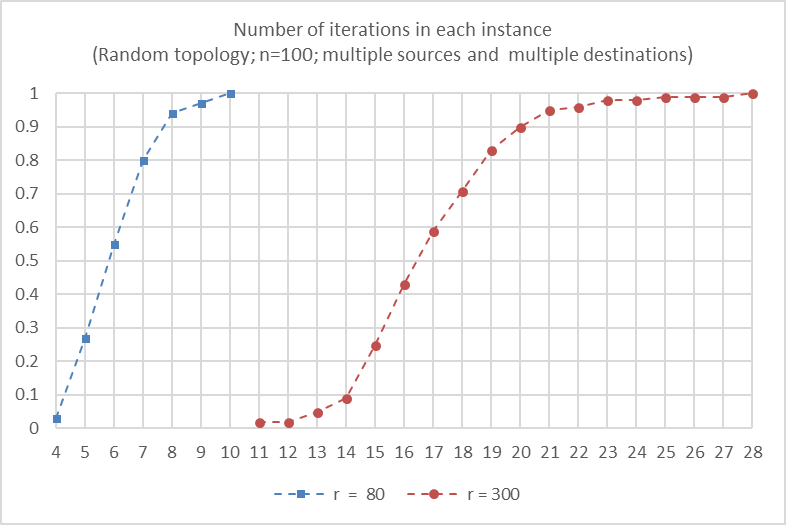 Number of iterations in each instance
(Random topology; n=100; multiple sources and  multiple destinations)
1
0.9
0.8
0.7
0.6
0.5
0.4
0.3
0.2
0.1
0
4 5 6 7 8 9 10 11 12 13 14 15 16 17 18 19 20 21 22 23 24 25 26 27 28
r  =  80 r = 300